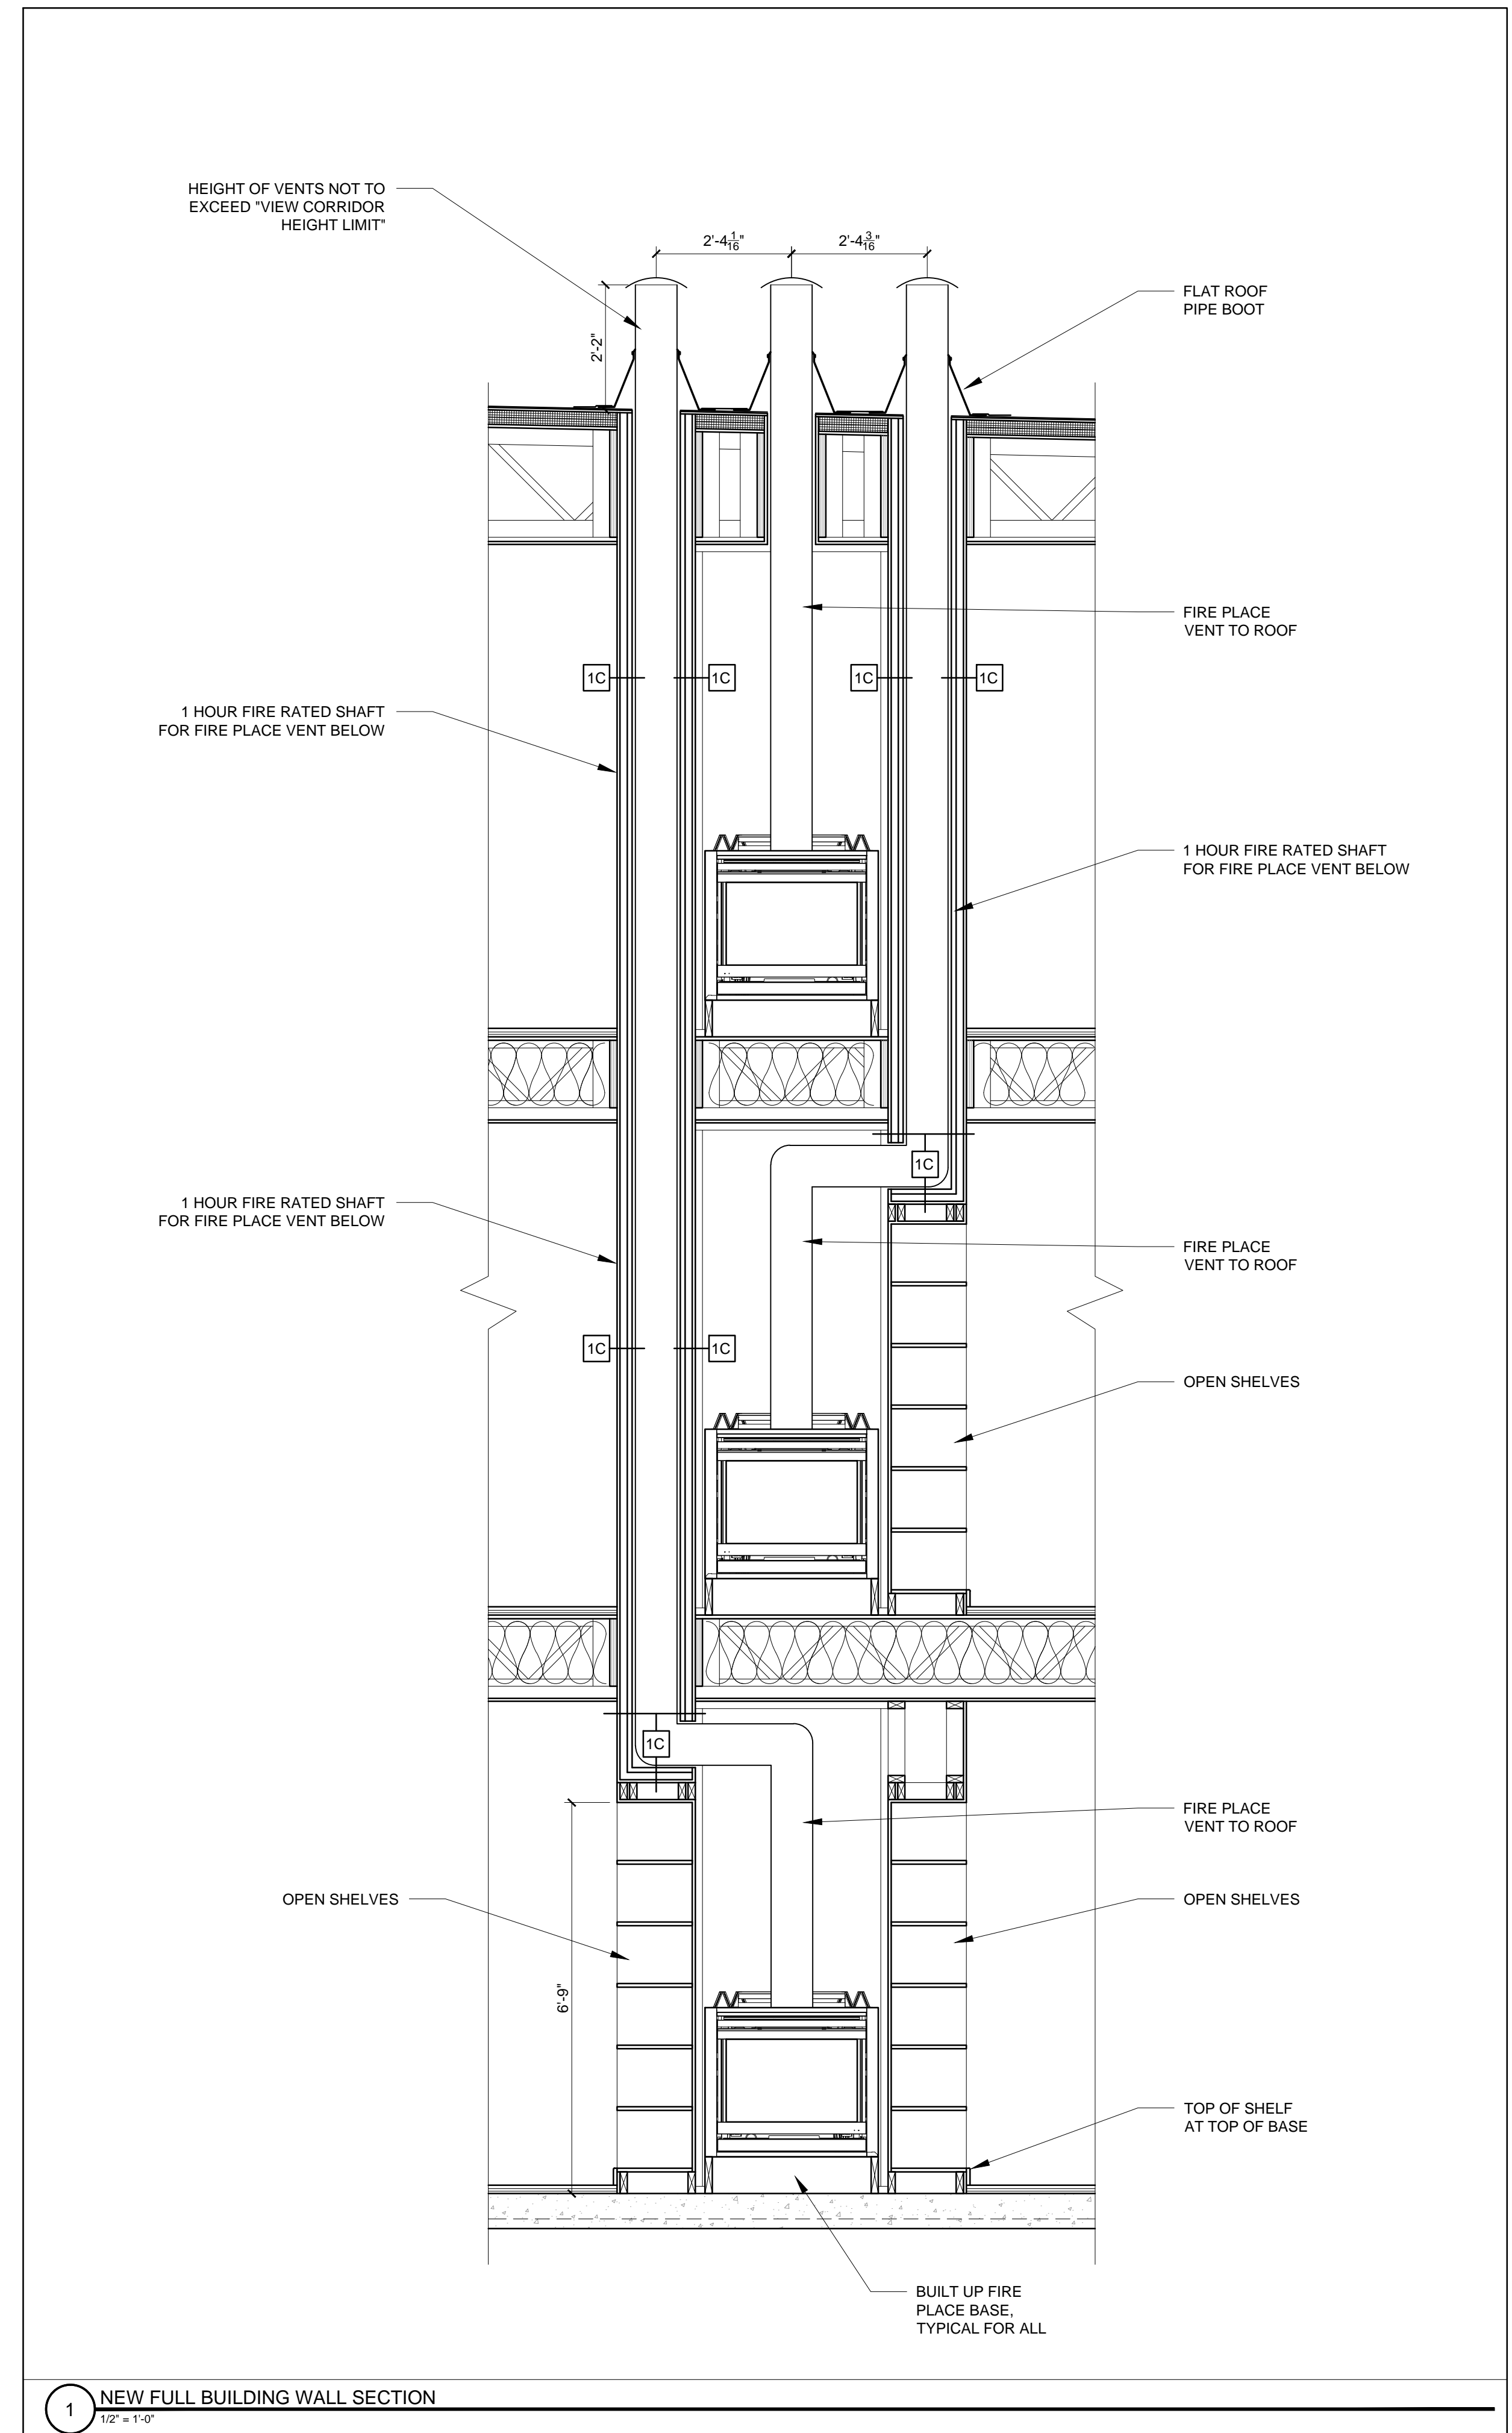 HEIGHT OF VENTS NOT TO
EXCEED "VIEW CORRIDOR
HEIGHT LIMIT"
2'-4 1/16"
2'-4 3/16"
FLAT ROOF
PIPE BOOT
2'-2"
FIRE PLACE
VENT TO ROOF
1C
1C
1C
1C
1 HOUR FIRE RATED SHAFT
FOR FIRE PLACE VENT BELOW
1 HOUR FIRE RATED SHAFT
FOR FIRE PLACE VENT BELOW
1C
1 HOUR FIRE RATED SHAFT
FOR FIRE PLACE VENT BELOW
FIRE PLACE
VENT TO ROOF
1C
1C
OPEN SHELVES
1C
FIRE PLACE
VENT TO ROOF
OPEN SHELVES
OPEN SHELVES
6'-9"
TOP OF SHELF
AT TOP OF BASE
BUILT UP FIRE
PLACE BASE,
TYPICAL FOR ALL
1
NEW FULL BUILDING WALL SECTION
1/2" = 1'-0"